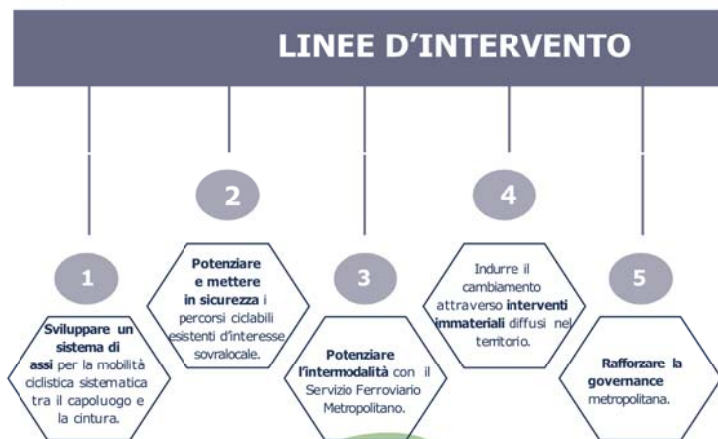 LINEE D'INTERVENTO
1
Sviluppare un
sistema di
assi per la mobilità
ciclistica sistematica
tra il capoluogo e
la cintura.
2
Potenziare
e mettere
in sicurezza i
percorsi ciclabili
esistenti d'interesse
sovralocale.
3
Potenziare
l'intermodalità con il
Servizio Ferroviario
Metropolitano.
4
Indurre il
cambiamento
attraverso interventi
immateriali diffusi nel
territorio.
5
Rafforzare la
governance
metropolitana.